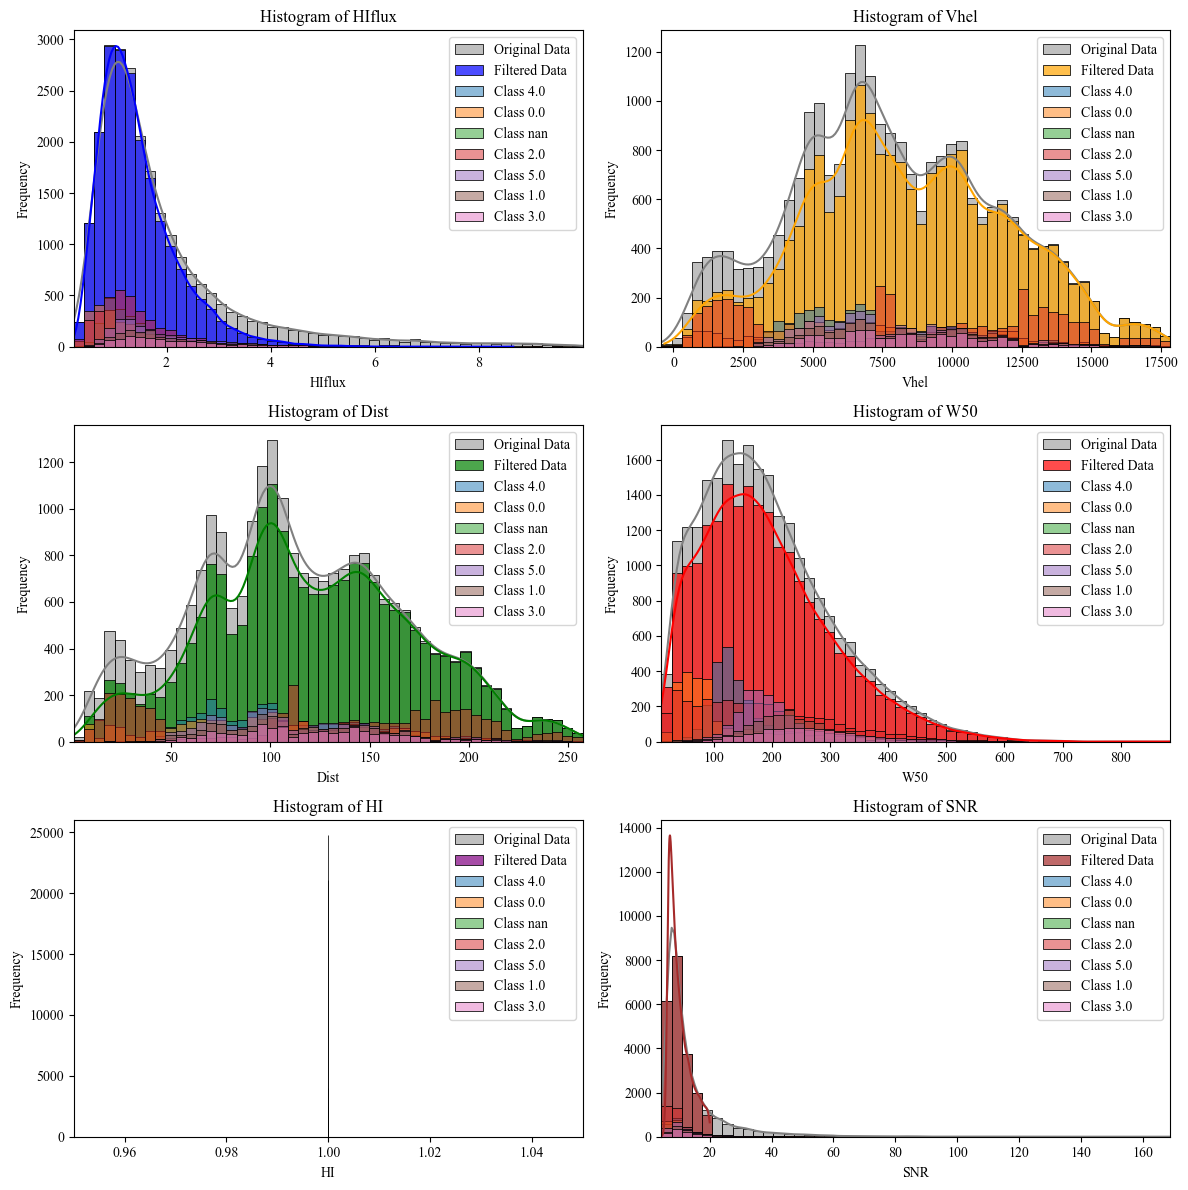 Histogram of HIflux
3000
2500
2000
1500
1000
500
0
Frequency
2
4
6
8
HIflux
Original Data
Filtered Data
Class 4.0
Class 0.0
Class nan
Class 2.0
Class 5.0
Class 1.0
Class 3.0
Histogram of Vhel
1200
1000
800
600
400
200
0
Frequency
0
2500
5000
7500
10000
12500
15000
17500
Vhel
Original Data
Filtered Data
Class 4.0
Class 0.0
Class nan
Class 2.0
Class 5.0
Class 1.0
Class 3.0
Histogram of Dist
1200
1000
800
600
400
200
0
Frequency
50
100
150
200
250
Dist
Original Data
Filtered Data
Class 4.0
Class 0.0
Class nan
Class 2.0
Class 5.0
Class 1.0
Class 3.0
Histogram of W50
1600
1400
1200
1000
800
600
400
200
0
Frequency
100
200
300
400
500
600
700
800
W50
Original Data
Filtered Data
Class 4.0
Class 0.0
Class nan
Class 2.0
Class 5.0
Class 1.0
Class 3.0
Histogram of HI
25000
20000
15000
10000
5000
0
Frequency
0.96
0.98
1.00
1.02
1.04
HI
Original Data
Filtered Data
Class 4.0
Class 0.0
Class nan
Class 2.0
Class 5.0
Class 1.0
Class 3.0
Histogram of SNR
14000
12000
10000
8000
6000
4000
2000
0
Frequency
20
40
60
80
100
120
140
160
SNR
Original Data
Filtered Data
Class 4.0
Class 0.0
Class nan
Class 2.0
Class 5.0
Class 1.0
Class 3.0